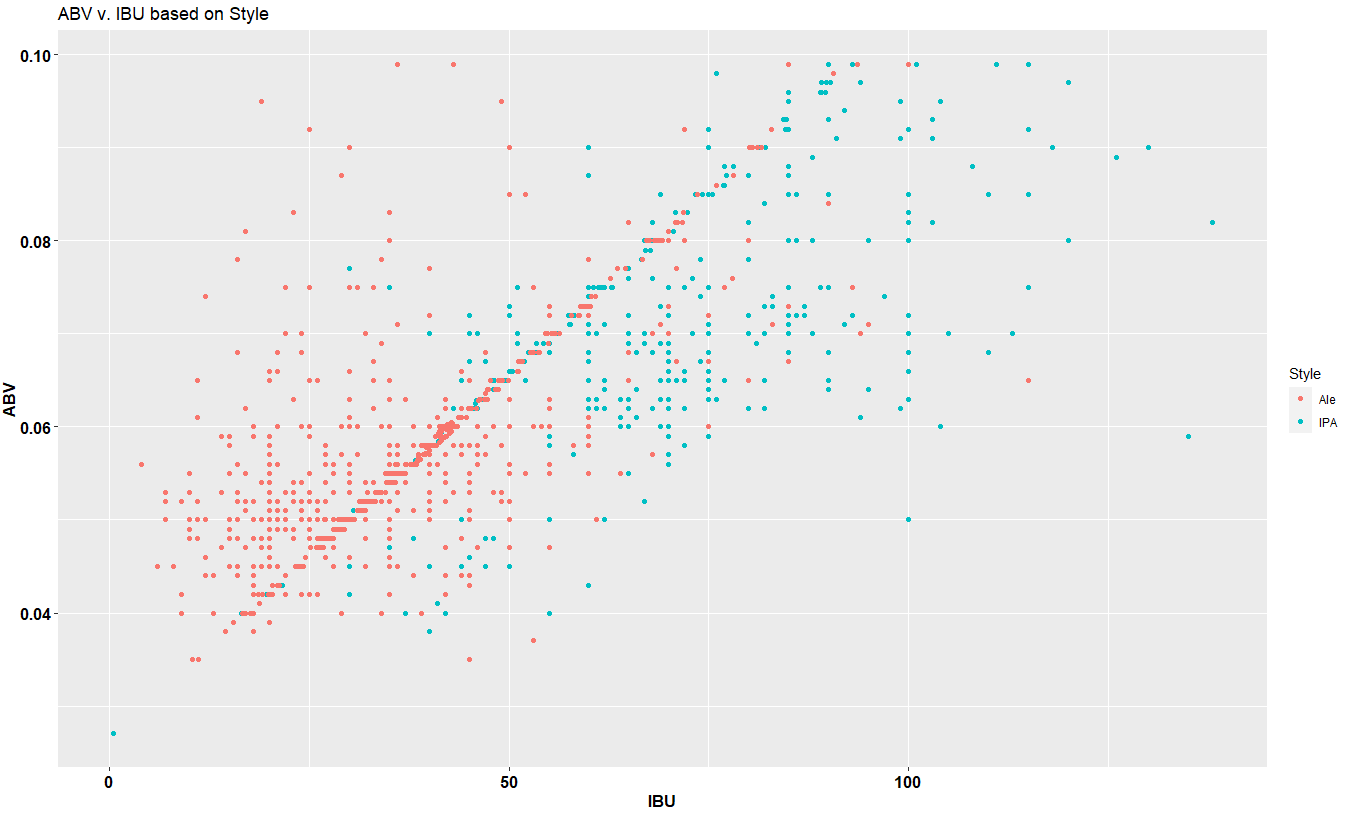 ABV v. IBU based on Style
0.10
0.08
0.06
0.04
ABV
0
50
100
IBU
Style
Ale
IPA